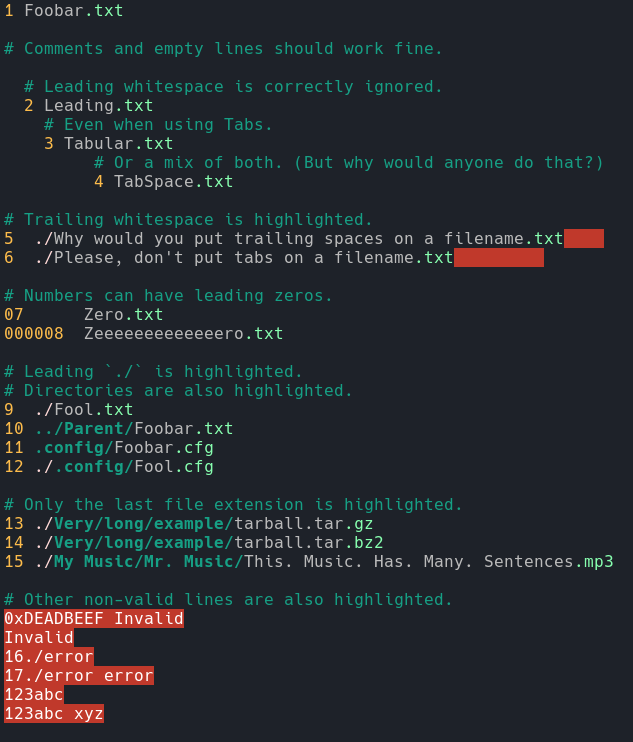 1 Foobar.txt

# Comments and empty lines should work fine.

  # Leading whitespace is correctly ignored.
  2 Leading.txt
    # Even when using Tabs.
    3 Tabular.txt
         # Or a mix of both. (But why would anyone do that?)
         4 TabSpace.txt

# Trailing whitespace is highlighted.
5  ./Why would you put trailing spaces on a filename.txt
6  ./Please, don't put tabs on a filename.txt

# Numbers can have leading zeros.
07      Zero.txt
000008  Zeeeeeeeeeeeeero.txt

# Leading `./` is highlighted.
# Directories are also highlighted.
9  ./Fool.txt
10 ../Parent/Foobar.txt
11 .config/Foobar.cfg
12 ./.config/Fool.cfg

# Only the last file extension is highlighted.
13 ./Very/long/example/tarball.tar.gz
14 ./Very/long/example/tarball.tar.bz2
15 ./My Music/Mr. Music/This. Music. Has. Many. Sentences.mp3

# Other non-valid lines are also highlighted.
0xDEADBEEF Invalid
Invalid
16./error
17./error error
123abc
123abc xyz